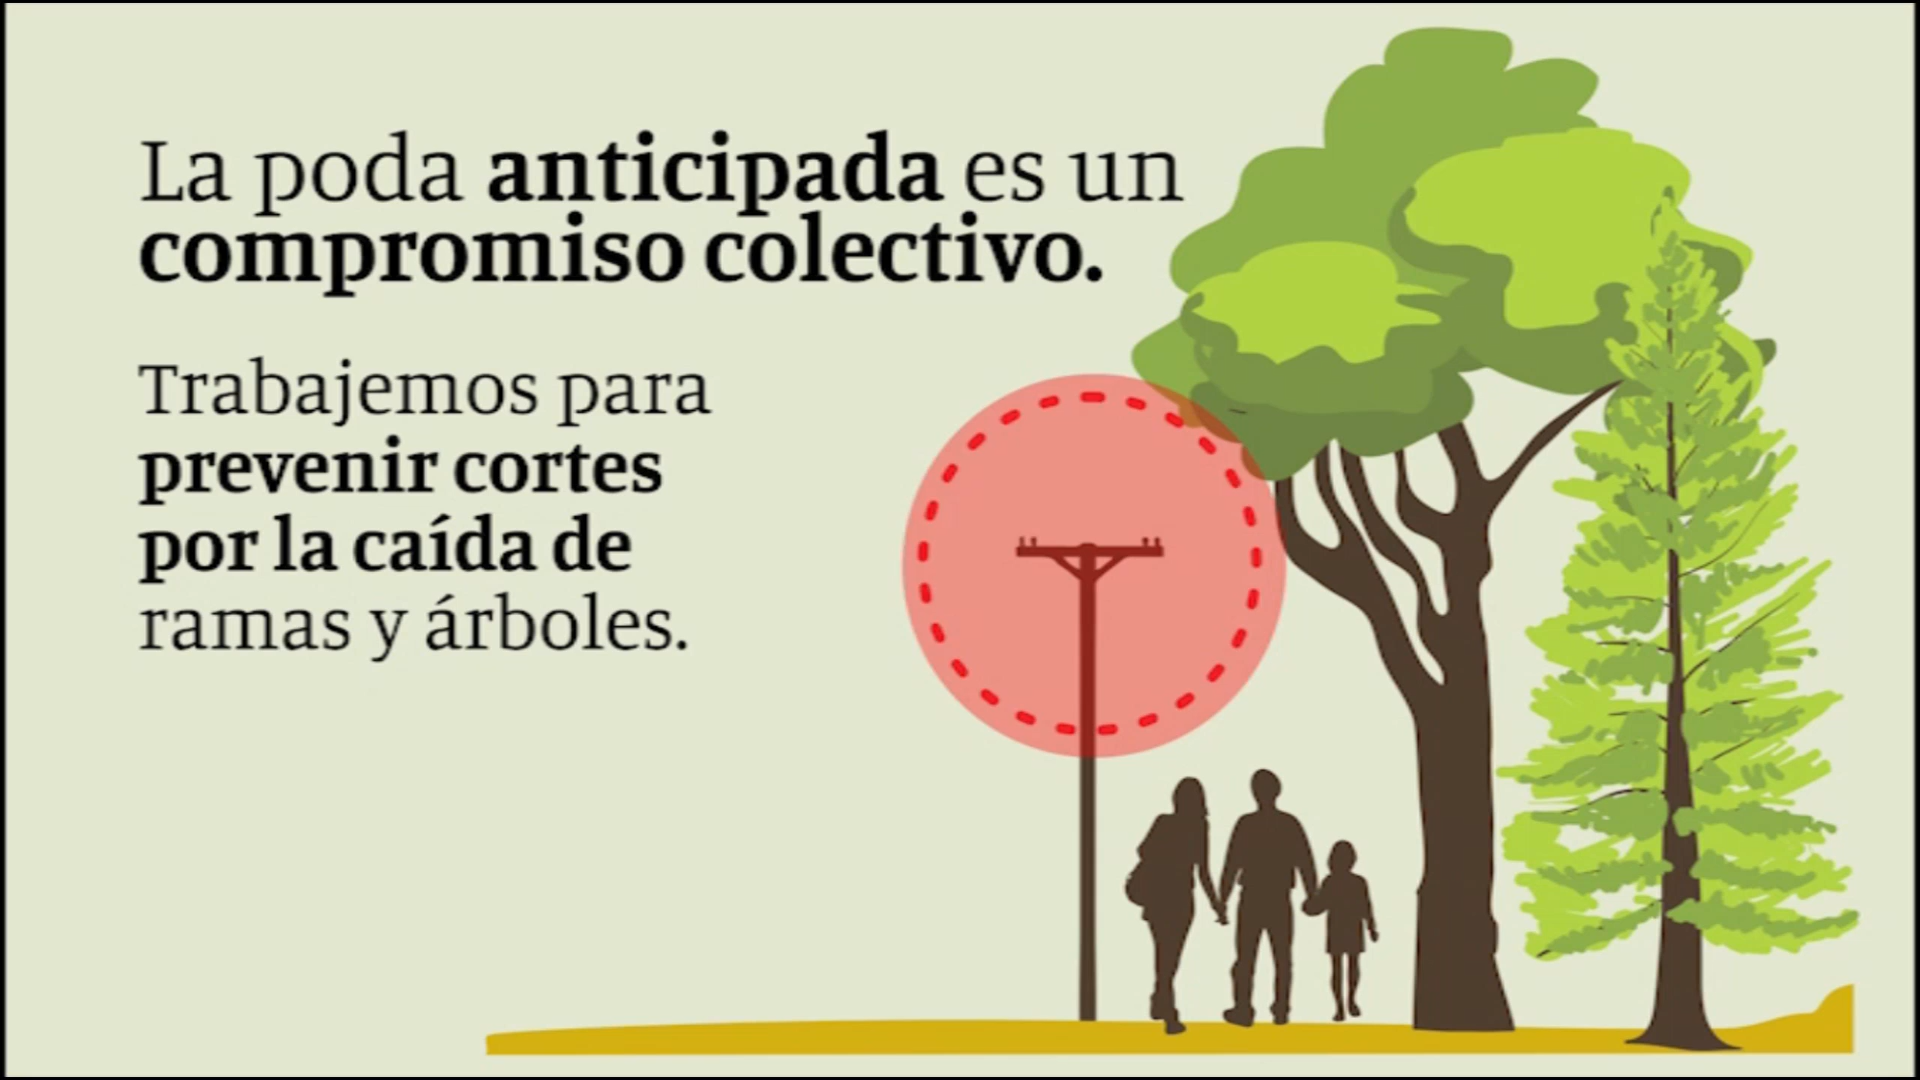 La poda anticipada es un
compromiso colectivo.
Trabajemos para
prevenir cortes
por la caída de
ramas y árboles.